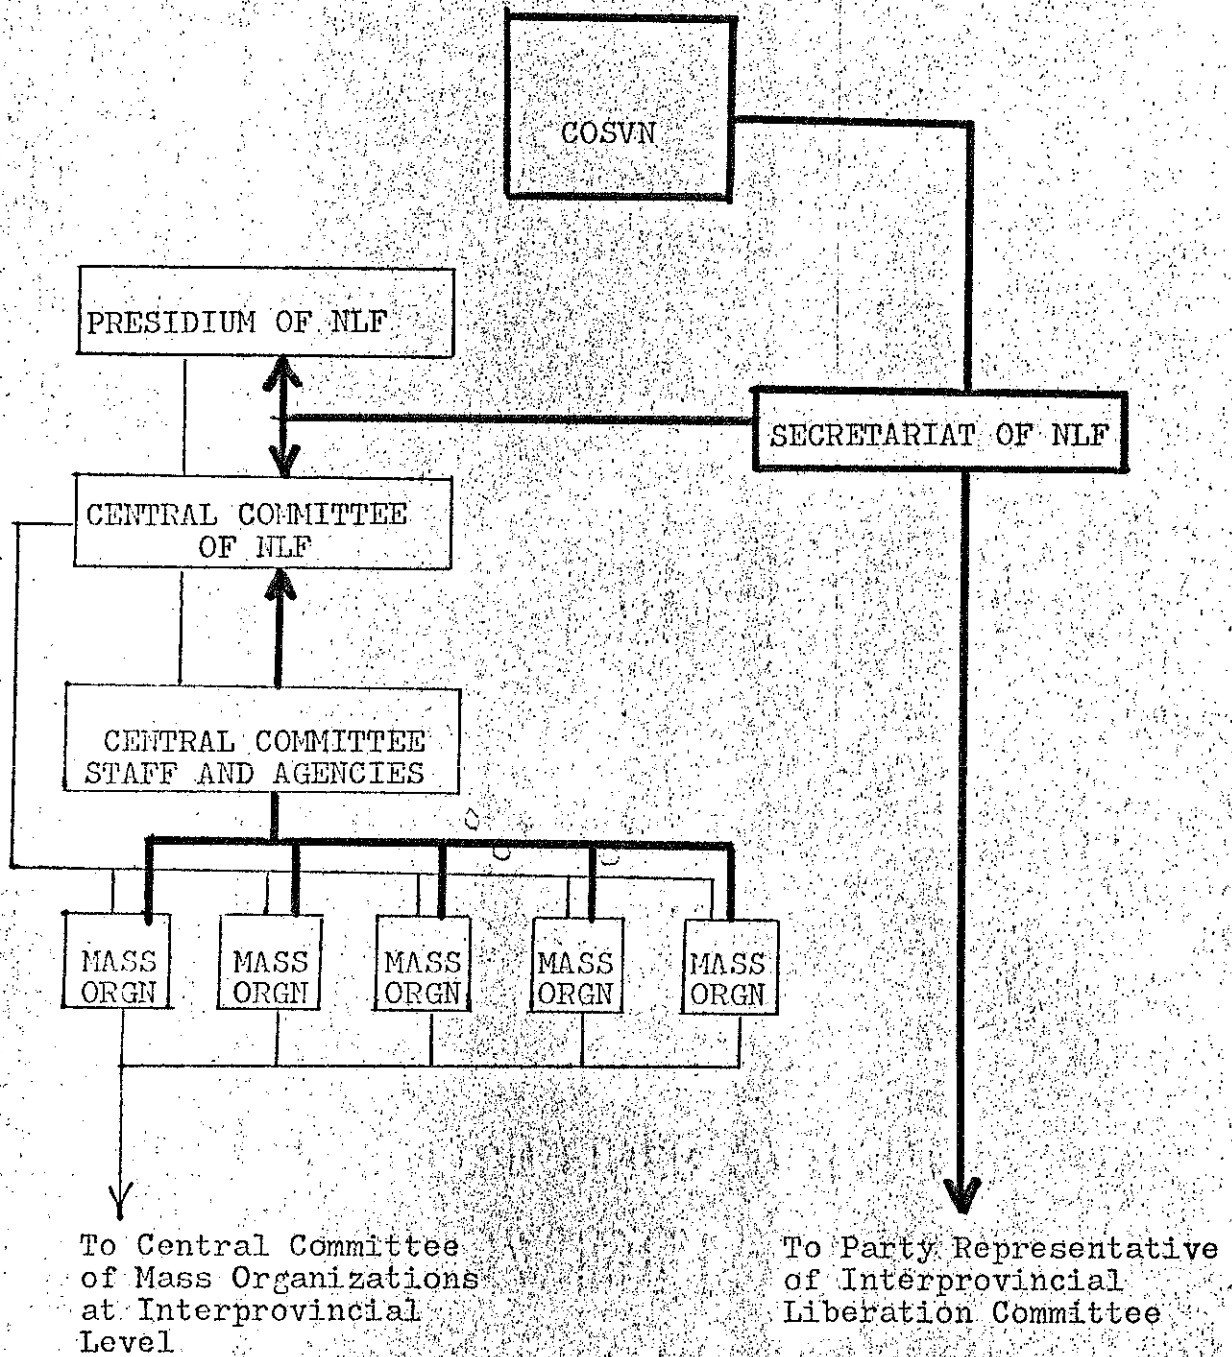 COSVN
PRESIDIUM OF NLF
SECRETARIAT OF NLF
CENTRAL COMMITTEE
OF NLF
CENTRAL COMMITTEE
STAFF AND AGENCIES
MASS
ORGN
MASS
ORGN
MASS
ORGN
MASS
ORGN
MASS
ORGN
To Central Committee
of Mass Organizations
at Interprovincial
Level
To Party Representative
of Interprovincial
Liberation Committee